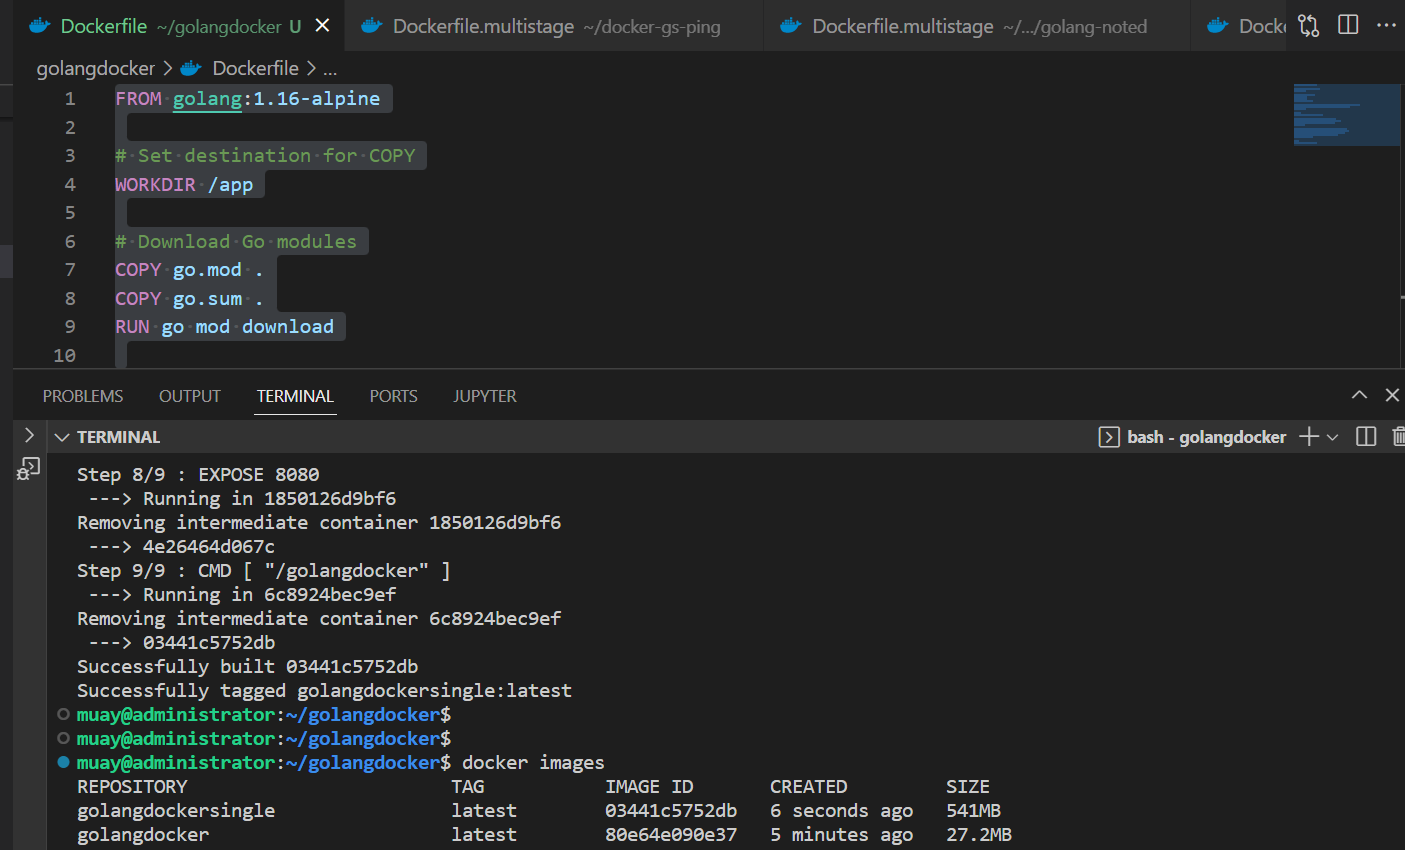 Dockerfile ~/golangdocker U
Dockerfile.multistage ~/docker-gs-ping
Dockerfile.multistage ~/.../golang-noted
Docke
golangdocker > Dockerfile > ...
1 FROM golang:1.16-alpine
2
3 # Set destination for COPY
4 WORKDIR /app
5
6 # Download Go modules
7 COPY go.mod .
8 COPY go.sum .
9 RUN go mod download
10
PROBLEMS OUTPUT TERMINAL PORTS JUPYTER
TERMINAL
bash - golangdocker
Step 8/9 : EXPOSE 8080
---> Running in 1850126d9bf6
Removing intermediate container 1850126d9bf6
---> 4e26464d067c
Step 9/9 : CMD [ "/golangdocker" ]
---> Running in 6c8924bec9ef
Removing intermediate container 6c8924bec9ef
---> 03441c5752db
Successfully built 03441c5752db
Successfully tagged golangdockersingle:latest
muay@administrator:~/golangdocker$
muay@administrator:~/golangdocker$
muay@administrator:~/golangdocker$ docker images
REPOSITORY TAG IMAGE ID CREATED SIZE
golangdockersingle latest 03441c5752db 6 seconds ago 541MB
golangdocker latest 80e64e090e37 5 minutes ago 27.2MB